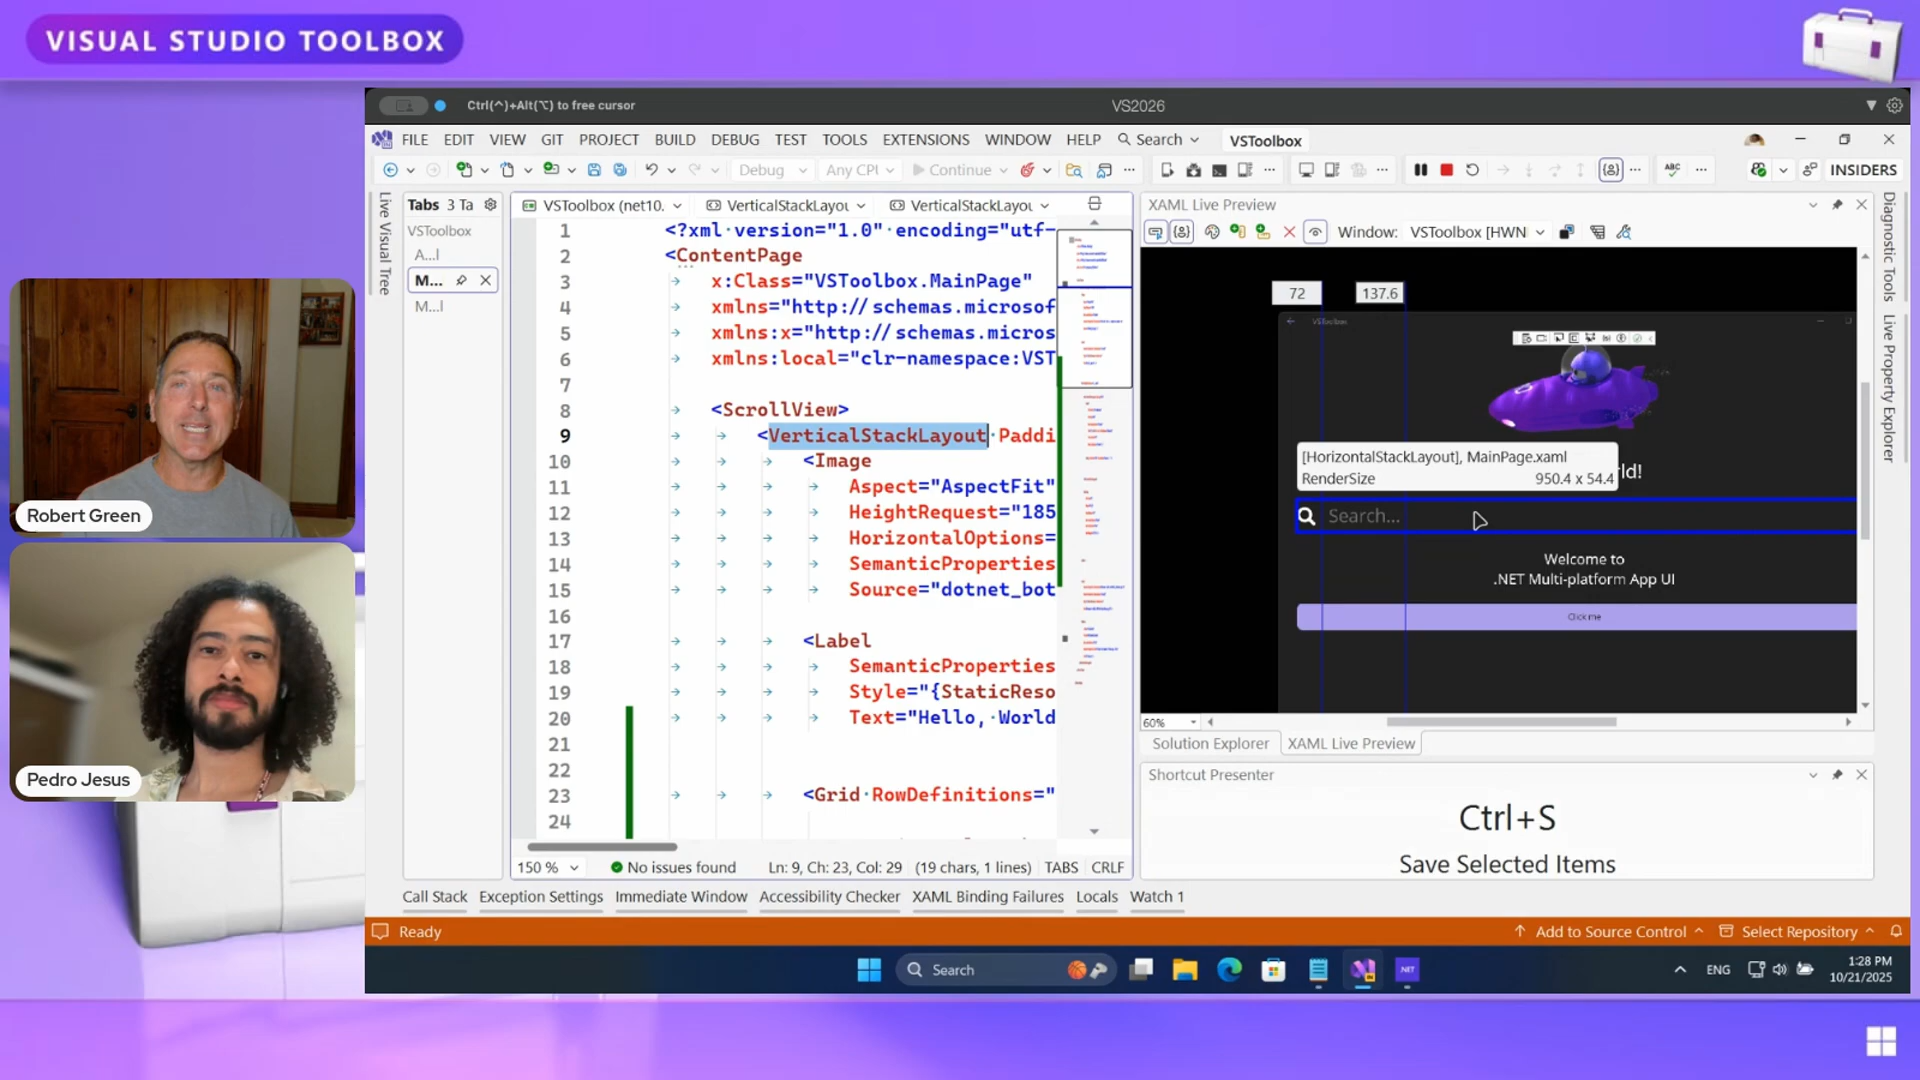 VISUAL STUDIO TOOLBOX
Ctrl(^)+Alt(⌥) to free cursor
VS2026
FILE EDIT VIEW GIT PROJECT BUILD DEBUG TEST TOOLS EXTENSIONS WINDOW HELP Search VSToolbox
Debug Any CPU Continue INSIDERS
Live Visual Tree
Tabs 3 Ta
VSToolbox
A...l
M...
M...l
VSToolbox (net10. VerticalStackLayou VerticalStackLayou
1 <?xml version="1.0" encoding="utf-
2 <ContentPage
3 x:Class="VSToolbox.MainPage"
4 xmlns="http://schemas.microsof
5 xmlns:x="http://schemas.micros
6 xmlns:local="clr-namespace:VST
7
8 <ScrollView>
9 <VerticalStackLayout Paddi
10 <Image
11 Aspect="AspectFit"
12 HeightRequest="185
13 HorizontalOptions=
14 SemanticProperties
15 Source="dotnet_bot
16
17 <Label
18 SemanticProperties
19 Style="{StaticReso
20 Text="Hello, World
21
22
23 <Grid RowDefinitions="
24
150 % No issues found Ln: 9, Ch: 23, Col: 29 (19 chars, 1 lines) TABS CRLF
XAML Live Preview
Window: VSToolbox [HWN
72 137.6
VSToolbox
[HorizontalStackLayout], MainPage.xaml
RenderSize 950.4 x 54.4
ld!
Search...
Welcome to
.NET Multi-platform App UI
Click me
60%
Solution Explorer XAML Live Preview
Shortcut Presenter
Ctrl+S
Save Selected Items
Diagnostic Tools
Live Property Explorer
Call Stack Exception Settings Immediate Window Accessibility Checker XAML Binding Failures Locals Watch 1
Ready
Add to Source Control Select Repository
Search
.NET
ENG
1:28 PM
10/21/2025
Robert Green
Pedro Jesus